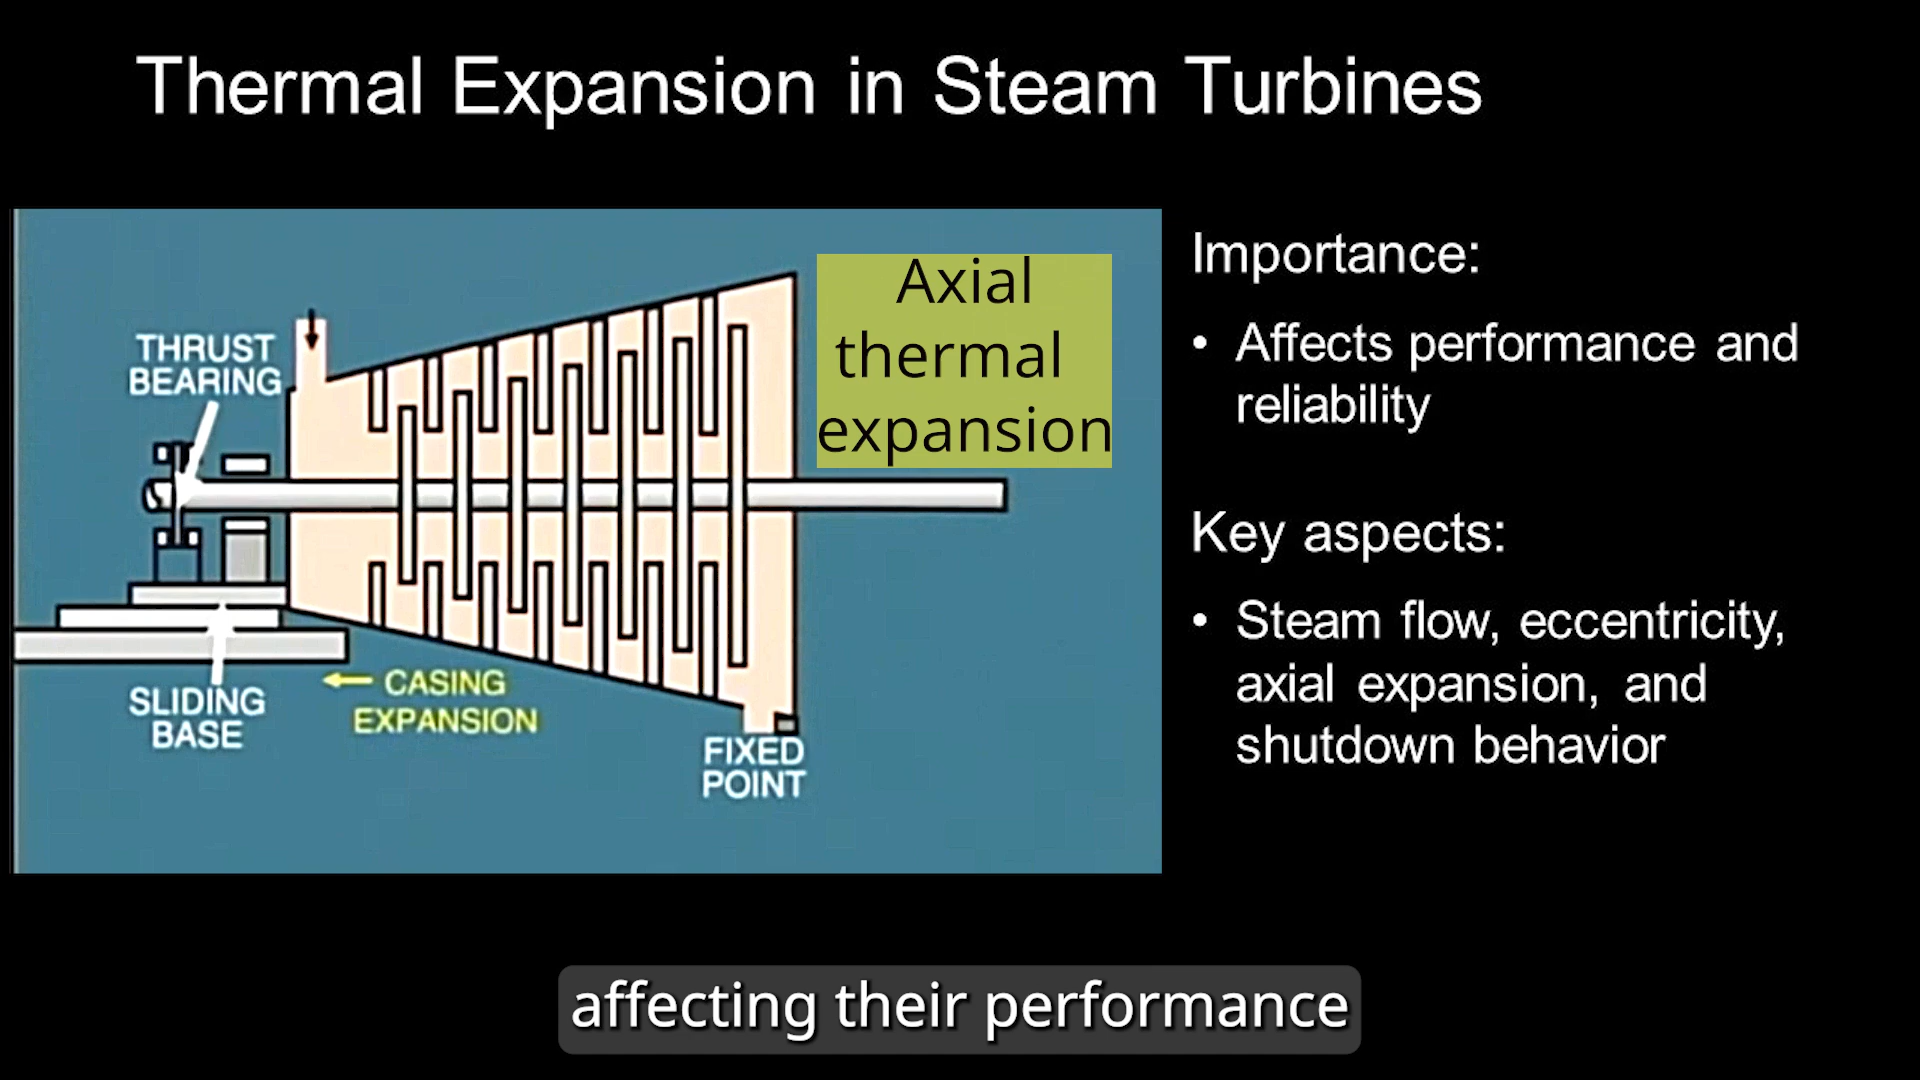 Thermal Expansion in Steam Turbines
THRUST
BEARING
Axial
thermal
expansion
SLIDING
BASE
CASING
EXPANSION
FIXED
POINT
Importance:
• Affects performance and
reliability
Key aspects:
• Steam flow, eccentricity,
axial expansion, and
shutdown behavior
affecting their performance